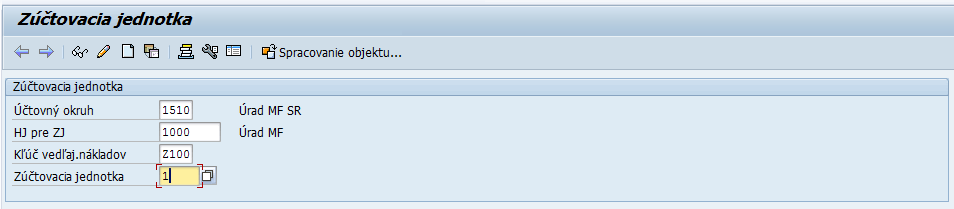 Zúčtovacia jednotka
Spracovanie objektu...
Zúčtovacia jednotka
Účtovný okruh 1510 Úrad MF SR
HJ pre ZJ 1000 Úrad MF
Kľúč vedľaj.nákladov Z100
Zúčtovacia jednotka 1